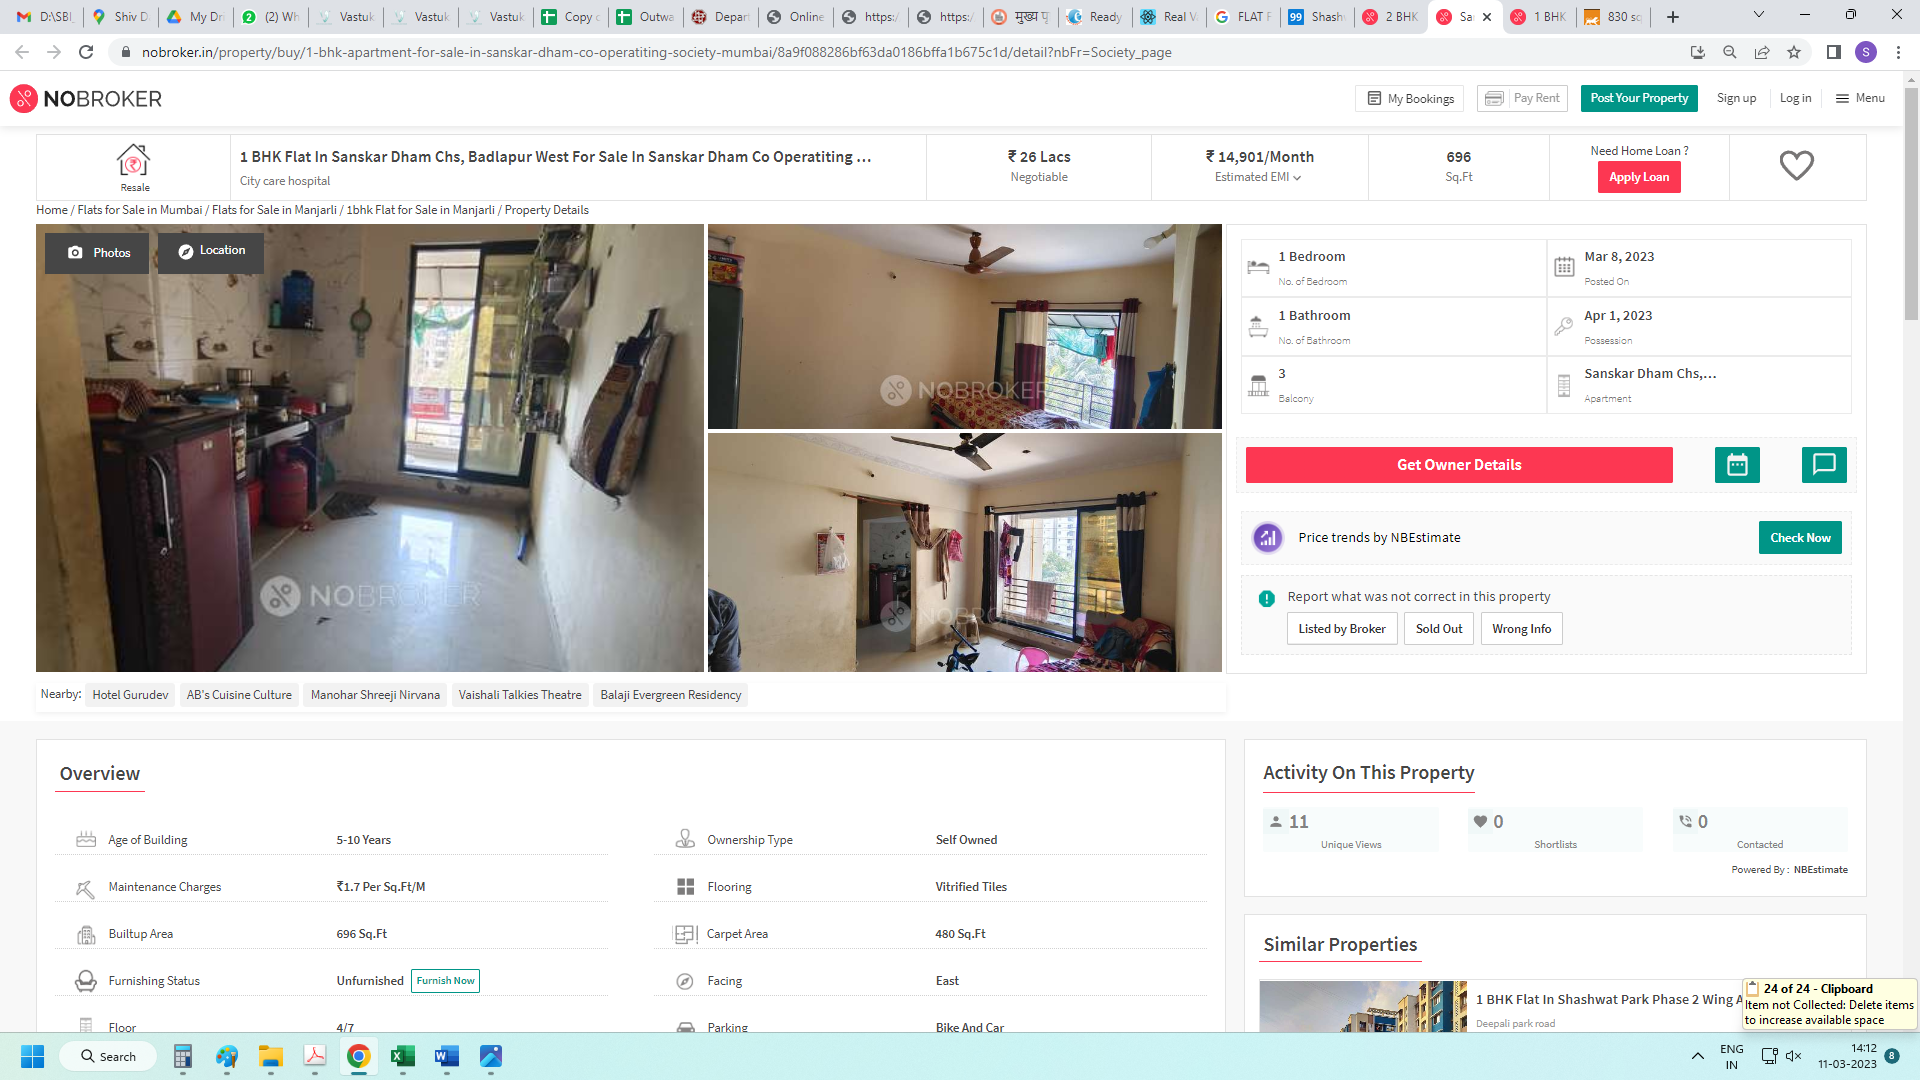 D:\SBI_
Shiv D
My Dri
(2) Wh
Vastuk
Vastuk
Vastuk
Copy o
Outwa
Depar
Online
https:/
https:/
मुख्य पृ
Ready
Real Va
FLAT F
Shash
2 BHK
Sa
1 BHK
830 sq
nobroker.in/property/buy/1-bhk-apartment-for-sale-in-sanskar-dham-co-operatiting-society-mumbai/8a9f088286bf63da0186bffa1b675c1d/detail?nbFr=Society_page
S
NOBROKER
My Bookings
Pay Rent
Post Your Property
Sign up
Log in
Menu
Resale
1 BHK Flat In Sanskar Dham Chs, Badlapur West For Sale In Sanskar Dham Co Operatiting ...
City care hospital
₹ 26 Lacs
Negotiable
₹ 14,901/Month
Estimated EMI
696
Sq.Ft
Need Home Loan ?
Apply Loan
Home / Flats for Sale in Mumbai / Flats for Sale in Manjarli / 1bhk Flat for Sale in Manjarli / Property Details
Photos
Location
NOBROKER
NOBROKER
NOBROKER
1 Bedroom
No. of Bedroom
Mar 8, 2023
Posted On
1 Bathroom
No. of Bathroom
Apr 1, 2023
Possession
3
Balcony
Sanskar Dham Chs,...
Apartment
Get Owner Details
Price trends by NBEstimate
Check Now
Report what was not correct in this property
Listed by Broker
Sold Out
Wrong Info
Nearby:
Hotel Gurudev
AB's Cuisine Culture
Manohar Shreeji Nirvana
Vaishali Talkies Theatre
Balaji Evergreen Residency
Overview
Age of Building
5-10 Years
Ownership Type
Self Owned
Maintenance Charges
₹1.7 Per Sq.Ft/M
Flooring
Vitrified Tiles
Builtup Area
696 Sq.Ft
Carpet Area
480 Sq.Ft
Furnishing Status
Unfurnished
Furnish Now
Facing
East
Floor
4/7
Parking
Bike And Car
Activity On This Property
11
Unique Views
0
Shortlists
0
Contacted
Powered By : NBEstimate
Similar Properties
1 BHK Flat In Shashwat Park Phase 2 Wing A
Deepali park road
24 of 24 - Clipboard
Item not Collected: Delete items
to increase available space
Search
ENG
IN
14:12
11-03-2023
8